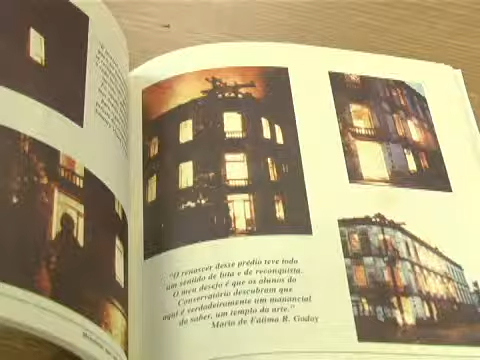 "O renascer desse prédio teve todo
um sentido de luta e de reconquista.
O meu desejo é que os alunos do
Conservatório descubram que
aqui é verdadeiramente um manancial
do saber, um templo da arte."
Maria de Fátima R. Godoy